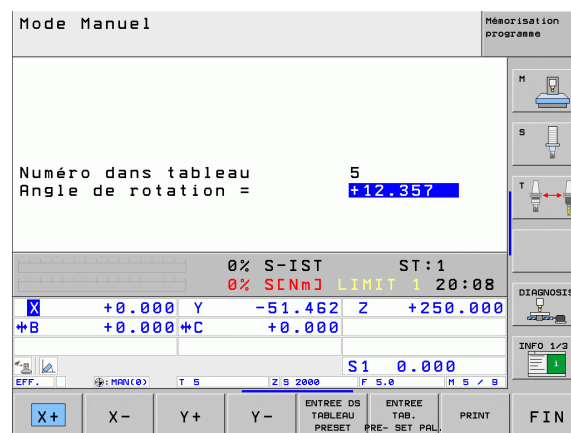 Mode Manuel
Mémorisation
programme
M
S
T
Numéro dans tableau 5
Angle de rotation = +12.357
0% S-IST ST:1
0% S[Nm] LIMIT 1 20:08
DIAGNOSIS
X +0.000 Y -51.462 Z +250.000
B +0.000 C +0.000
INFO 1/3
S1 0.000
EFF. : MAN(0) T 5 Z S 2000 F 5.0 M 5 / 9
X+
X-
Y+
Y-
ENTREE DS
TABLEAU
PRESET
ENTREE
TAB.
PRE- SET PAL.
PRINT
FIN